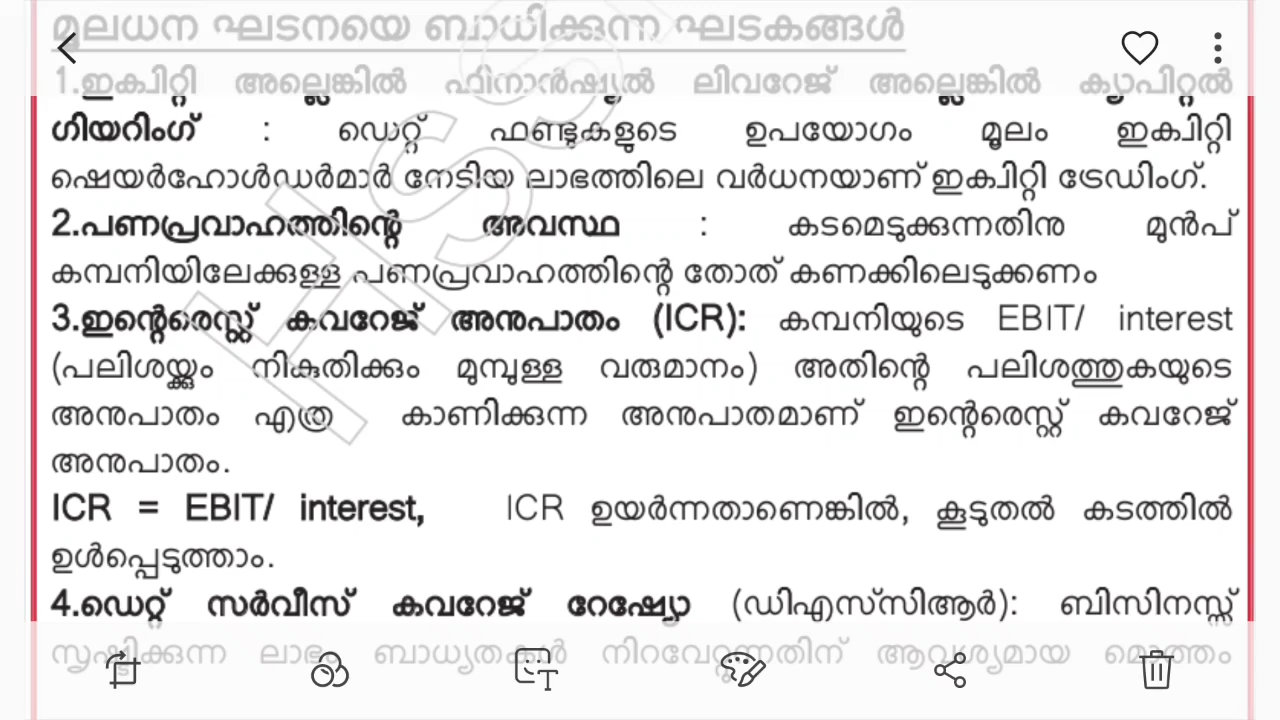 മൂലധന ഘടനയെ ബാധിക്കുന്ന ഘടകങ്ങൾ
1.ഇക്വിറ്റി അല്ലെങ്കിൽ ഫിനാൻഷ്യൽ ലിവറേജ് അല്ലെങ്കിൽ ക്യാപിറ്റൽ
ഗിയറിംഗ് : ഡെറ്റ് ഫണ്ടുകളുടെ ഉപയോഗം മൂലം ഇക്വിറ്റി
ഷെയർഹോൾഡർമാർ നേടിയ ലാഭത്തിലെ വർധനയാണ് ഇക്വിറ്റി ട്രേഡിംഗ്.
2.പണപ്രവാഹത്തിന്റെ അവസ്ഥ : കടമെടുക്കുന്നതിനു മുൻപ്
കമ്പനിയിലേക്കുള്ള പണപ്രവാഹത്തിന്റെ തോത് കണക്കിലെടുക്കണം
3.ഇന്റെരെസ്റ്റ് കവറേജ് അനുപാതം (ICR): കമ്പനിയുടെ EBIT/ interest
(പലിശയ്ക്കും നികുതിക്കും മുമ്പുള്ള വരുമാനം) അതിന്റെ പലിശത്തുകയുടെ
അനുപാതം എത്ര കാണിക്കുന്ന അനുപാതമാണ് ഇന്റെരെസ്റ്റ് കവറേജ്
അനുപാതം.
ICR = EBIT/ interest, ICR ഉയർന്നതാണെങ്കിൽ, കൂടുതൽ കടത്തിൽ
ഉൾപ്പെടുത്താം.
4.ഡെറ്റ് സർവീസ് കവറേജ് റേഷ്യോ (ഡിഎസ്സിആർ): ബിസിനസ്സ്
സൃഷ്ടിക്കുന്ന ലാഭം ബാധ്യതകൾ നിറവേറ്റുന്നതിന് ആവശ്യമായ മൊത്തം